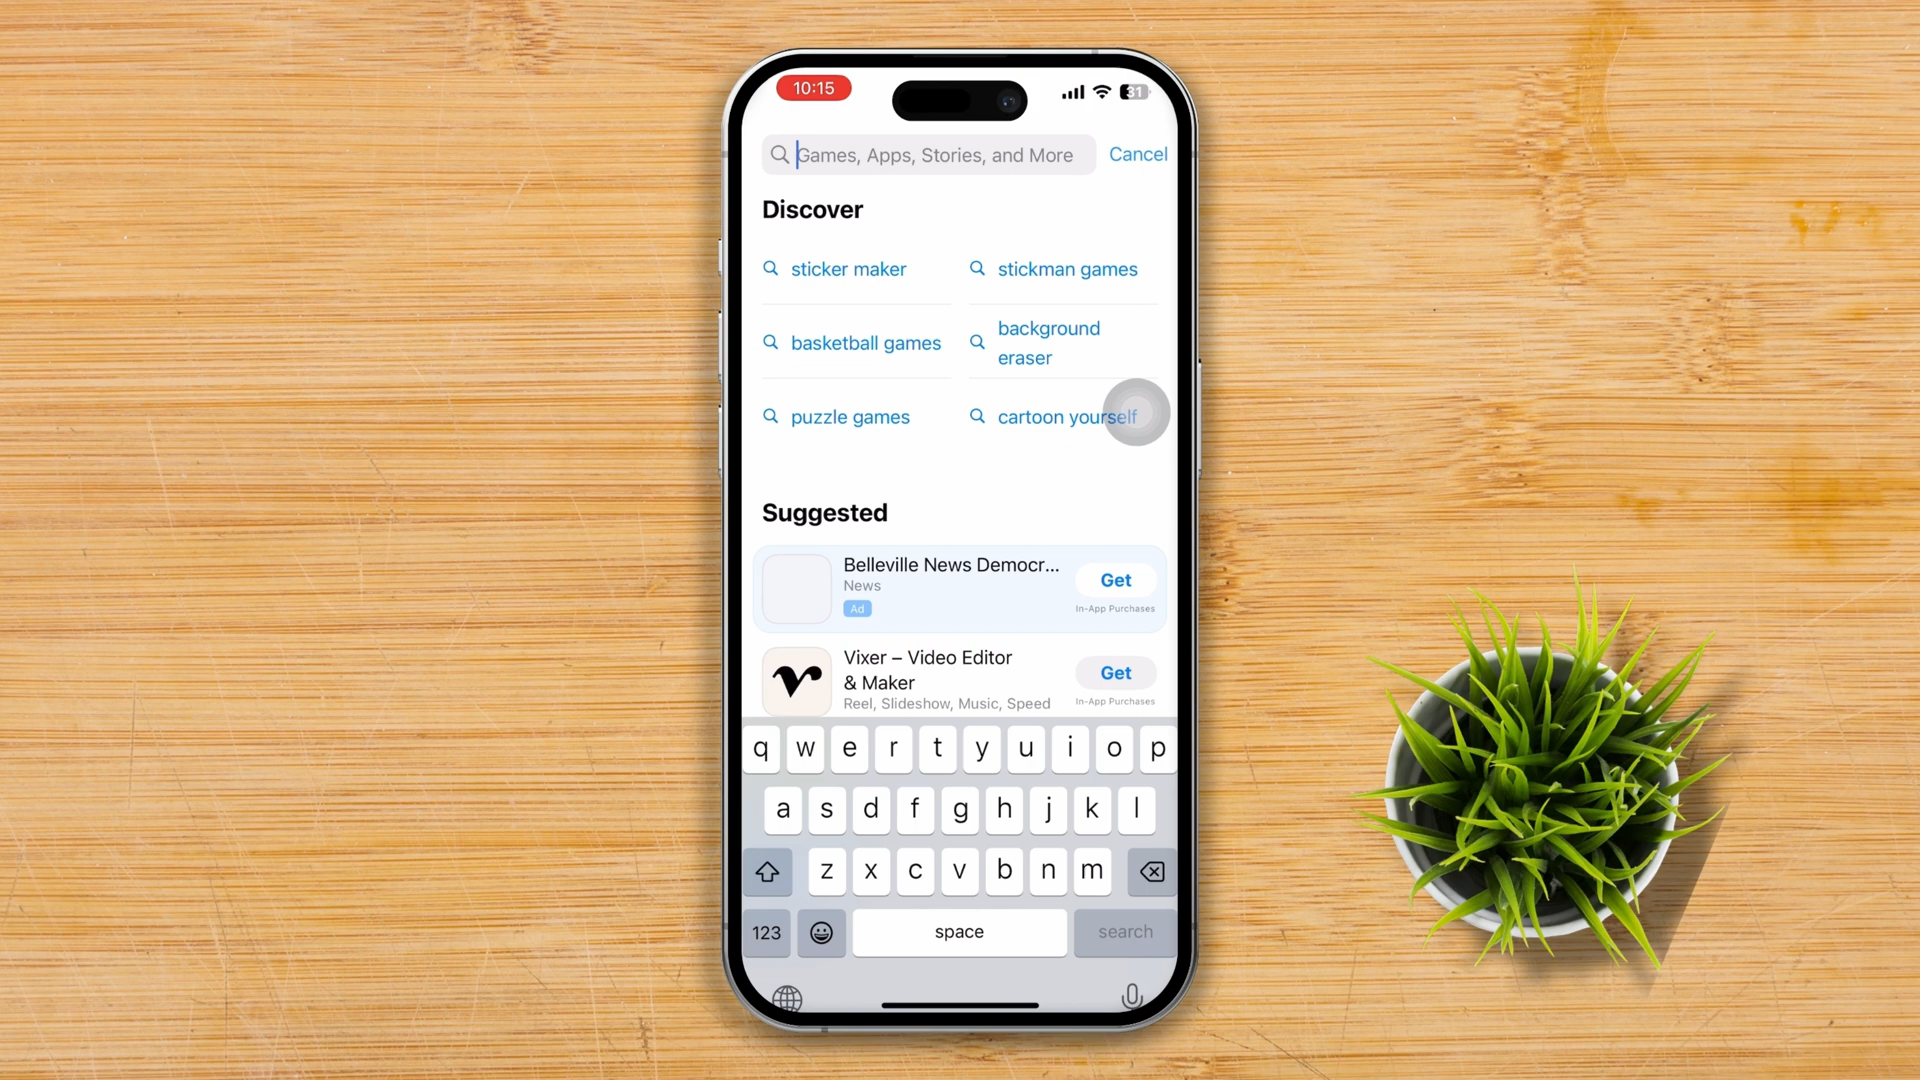 10:15
31
Games, Apps, Stories, and More
Cancel
Discover
sticker maker
stickman games
basketball games
background
eraser
puzzle games
cartoon yourself
Suggested
Belleville News Democr...
News
Ad
Get
In-App Purchases
Vixer – Video Editor
& Maker
Reel, Slideshow, Music, Speed
Get
In-App Purchases
q w e r t y u i o p
a s d f g h j k l
z x c v b n m
123
space
search